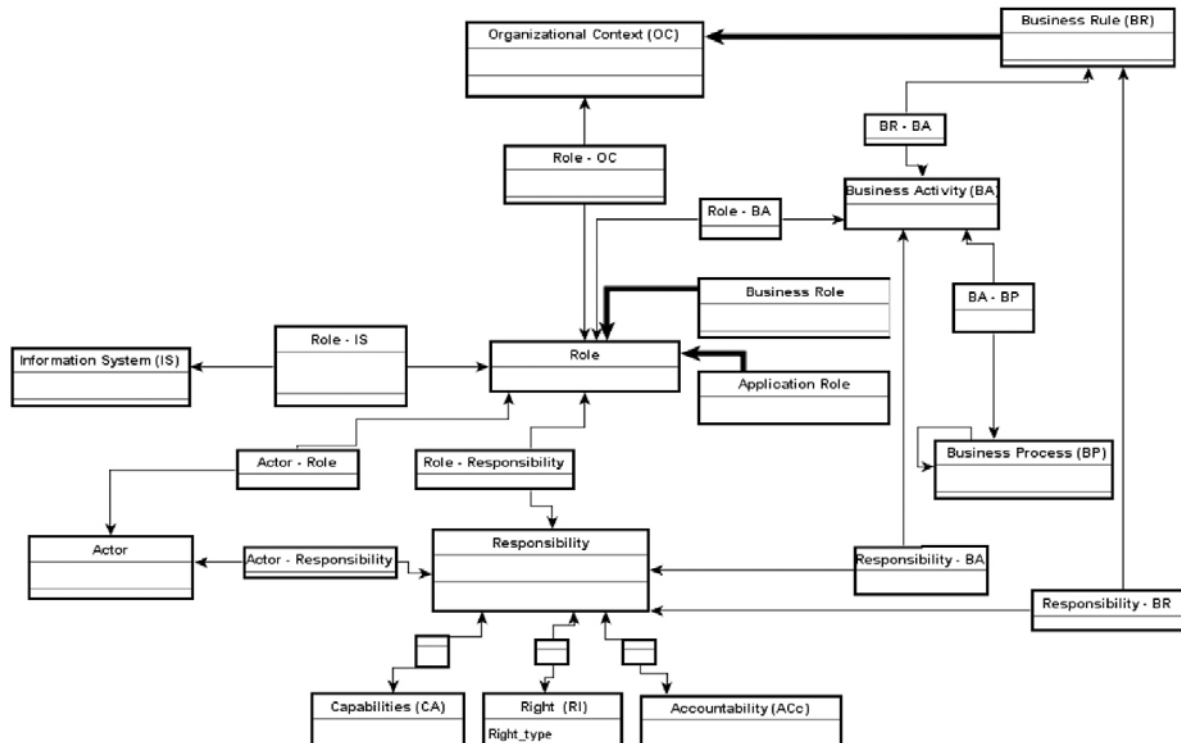 Organizational Context (OC)
Business Rule (BR)
BR - BA
Role - OC
Business Activity (BA)
Role - BA
Business Role
BA - BP
Role - IS
Information System (IS)
Role
Application Role
Actor - Role
Role - Responsibility
Business Process (BP)
Actor
Actor - Responsibility
Responsibility
Responsibility - BA
Responsibility - BR
Capabilities (CA)
Right (RI)
Right_type
Accountability (ACc)